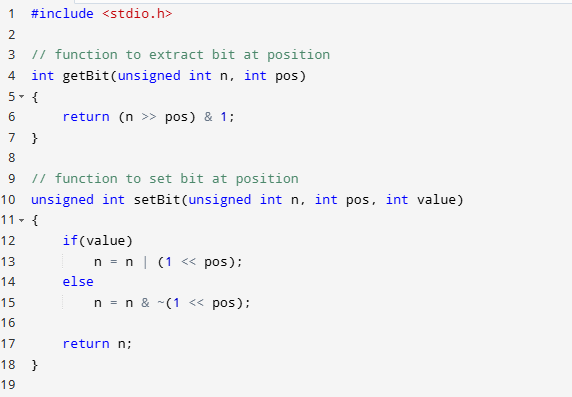 1 #include <stdio.h>
2
3 // function to extract bit at position
4 int getBit(unsigned int n, int pos)
5 {
6     return (n >> pos) & 1;
7 }
8
9 // function to set bit at position
10 unsigned int setBit(unsigned int n, int pos, int value)
11 {
12     if(value)
13         n = n | (1 << pos);
14     else
15         n = n & ~(1 << pos);
16
17     return n;
18 }
19